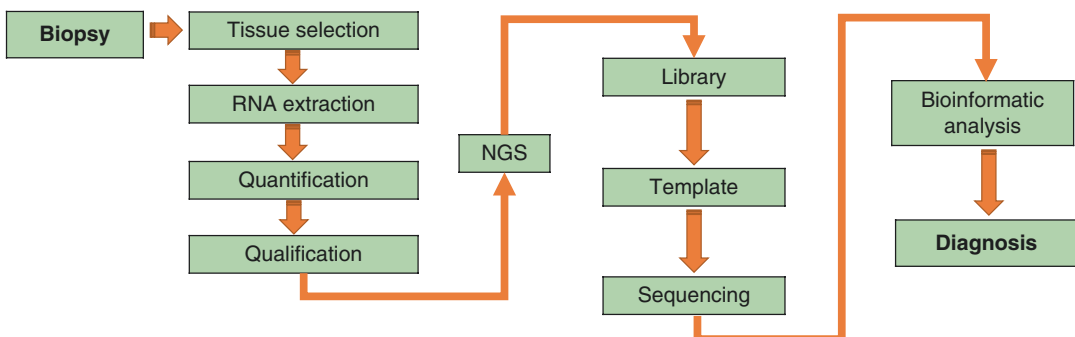 Biopsy
Tissue selection
RNA extraction
Quantification
Qualification
NGS
Library
Template
Sequencing
Bioinformatic
analysis
Diagnosis